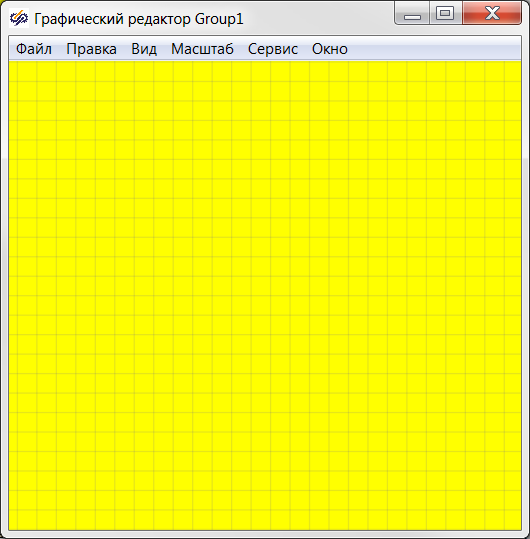 Графический редактор Group1
Файл Правка Вид Масштаб Сервис Окно